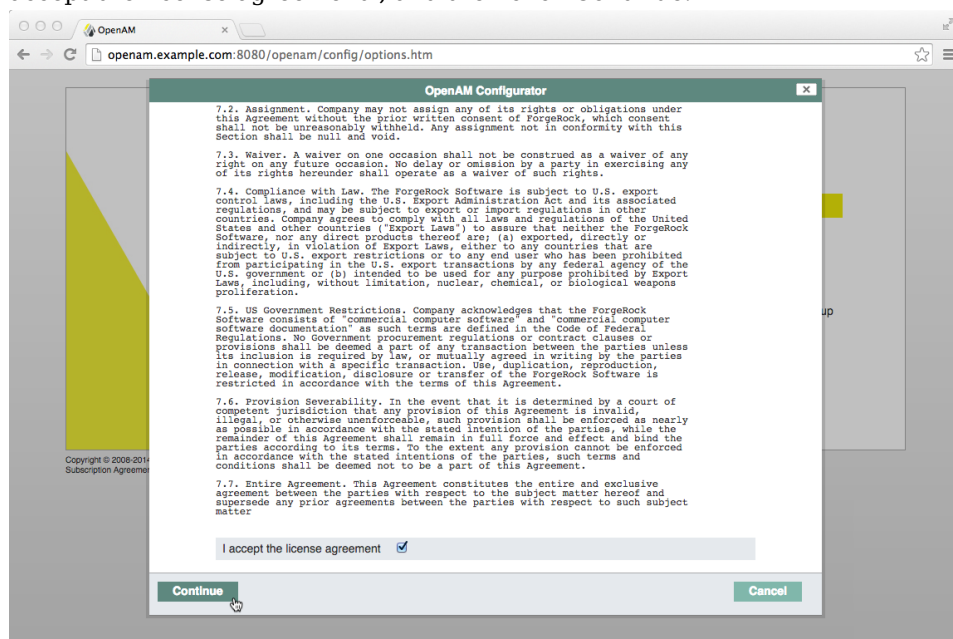 OpenAM
openam.example.com:8080/openam/config/options.htm
OpenAM Configurator
7.2. Assignment. Company may not assign any of its rights or obligations under
this Agreement without the prior written consent of ForgeRock, which consent
shall not be unreasonably withheld. Any assignment not in conformity with this
Section shall be null and void.
7.3. Waiver. A waiver on one occasion shall not be construed as a waiver of any
right on any future occasion. No delay or omission by a party in exercising any
of its rights hereunder shall operate as a waiver of such rights.
7.4. Compliance with Law. The ForgeRock Software is subject to U.S. export
control laws, including the U.S. Export Administration Act and its associated
regulations, and may be subject to export or import regulations in other
countries. Company agrees to comply with all laws and regulations of the United
States and other countries ("Export Laws") to assure that neither the ForgeRock
Software, nor any direct products thereof are; (a) exported, directly or
indirectly, in violation of Export Laws, either to any countries that are
subject to U.S. export restrictions or to any end user who has been prohibited
from participating in the U.S. export transactions by any federal agency of the
U.S. government or (b) intended to be used for any purpose prohibited by Export
Laws, including, without limitation, nuclear, chemical, or biological weapons
proliferation.
7.5. US Government Restrictions. Company acknowledges that the ForgeRock
Software consists of "commercial computer software" and "commercial computer
software documentation" as such terms are defined in the Code of Federal
Regulations. No Government procurement regulations or contract clauses or
provisions shall be deemed a part of any transaction between the parties unless
its inclusion is required by law, or mutually agreed in writing by the parties
in connection with a specific transaction. Use, duplication, reproduction,
release, modification, disclosure or transfer of the ForgeRock Software is
restricted in accordance with the terms of this Agreement.
up
7.6. Provision Severability. In the event that it is determined by a court of
competent jurisdiction that any provision of this Agreement is invalid,
illegal, or otherwise unenforceable, such provision shall be enforced as nearly
as possible in accordance with the stated intention of the parties, while the
remainder of this Agreement shall remain in full force and effect and bind the
parties according to its terms. To the extent any provision cannot be enforced
in accordance with the stated intentions of the parties, such terms and
conditions shall be deemed not to be a part of this Agreement.
Copyright © 2008-2014
Subscription Agreemen
7.7. Entire Agreement. This Agreement constitutes the entire and exclusive
agreement between the parties with respect to the subject matter hereof and
supersede any prior agreements between the parties with respect to such subject
matter
I accept the license agreement
Continue
Cancel